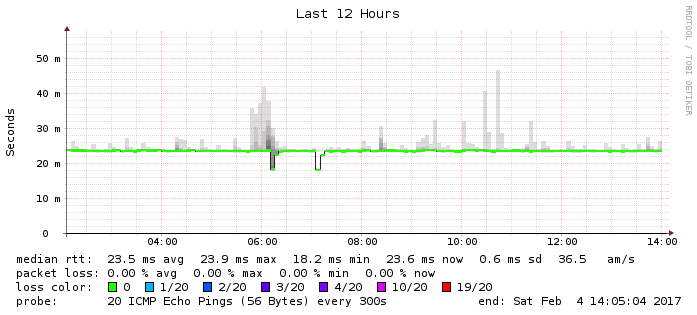 Last 12 Hours
RRDTOOL / TOBI OETIKER
Seconds
50 m
40 m
30 m
20 m
10 m
0
04:00 06:00 08:00 10:00 12:00 14:00
median rtt: 23.5 ms avg 23.9 ms max 18.2 ms min 23.6 ms now 0.6 ms sd 36.5 am/s
packet loss: 0.00 % avg 0.00 % max 0.00 % min 0.00 % now
loss color: 0 1/20 2/20 3/20 4/20 10/20 19/20
probe: 20 ICMP Echo Pings (56 Bytes) every 300s end: Sat Feb 4 14:05:04 2017